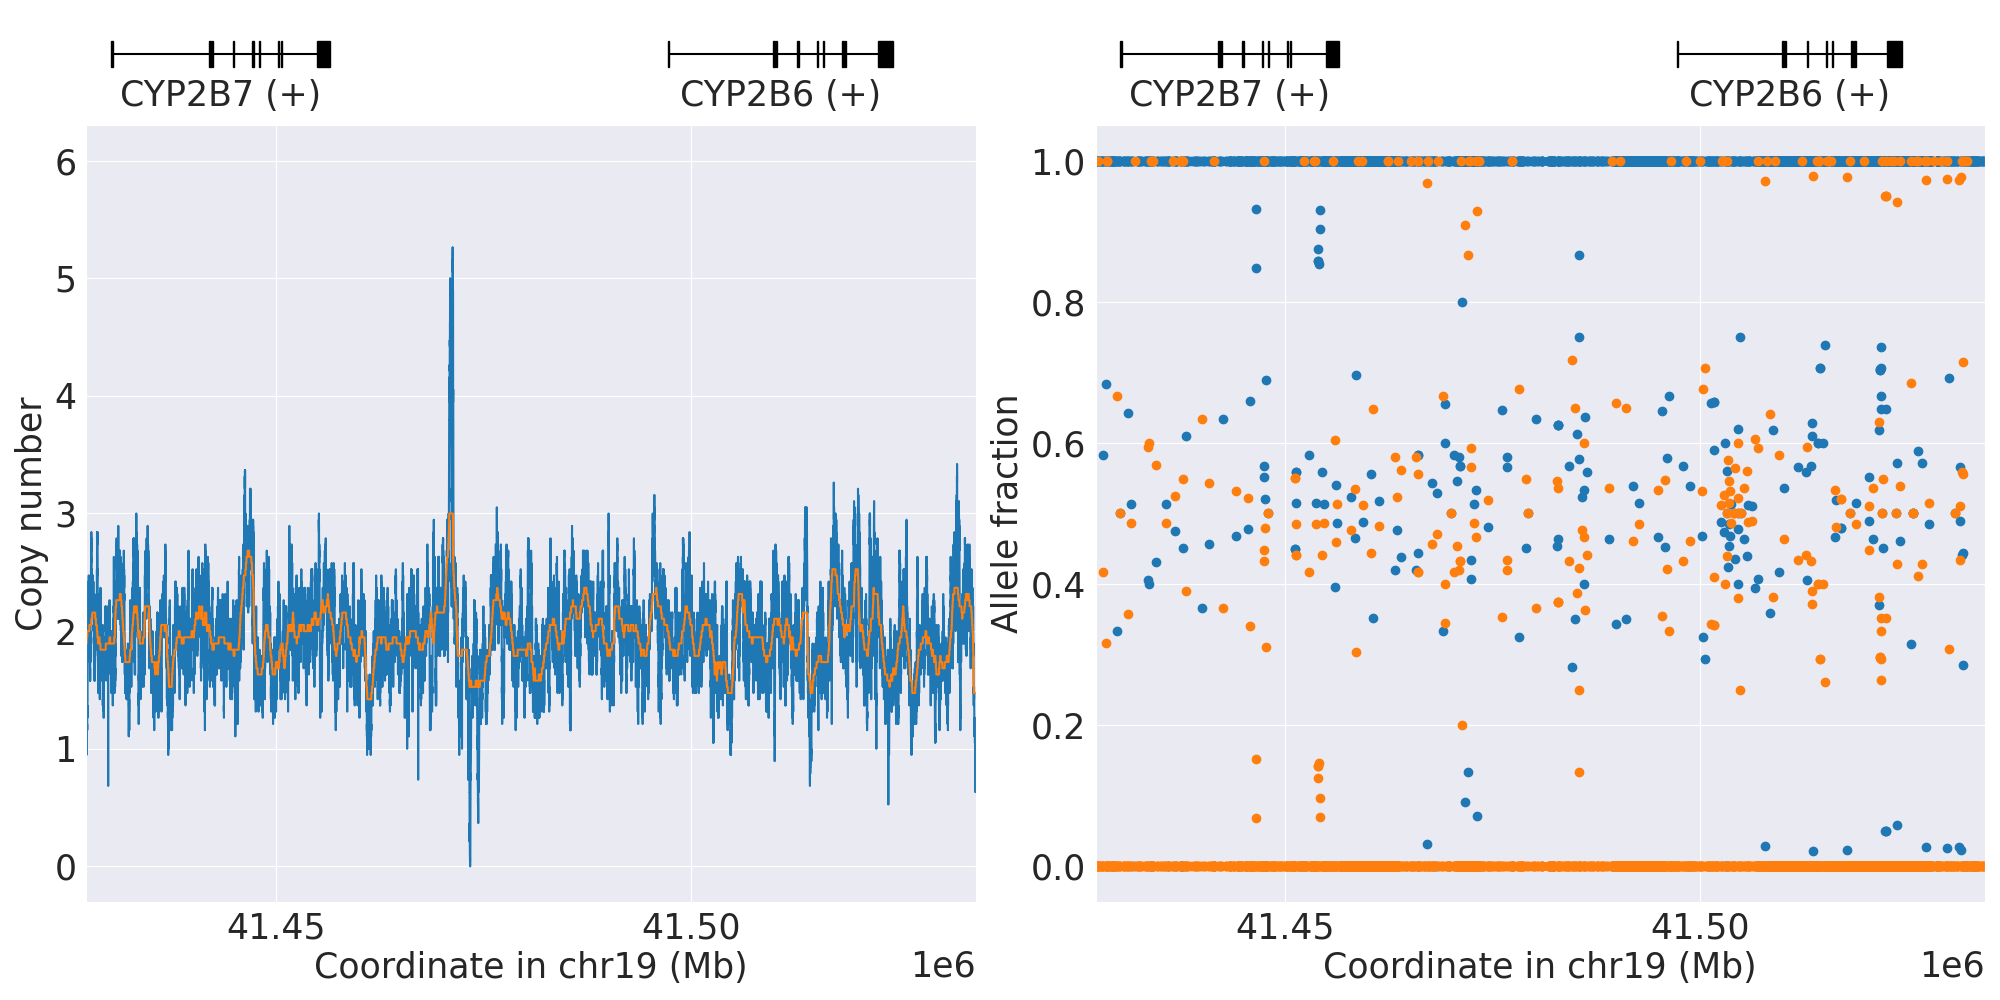 CYP2B7 (+)
CYP2B6 (+)
6
5
4
3
2
1
0
Copy number
41.45
41.50
Coordinate in chr19 (Mb)
1e6
CYP2B7 (+)
CYP2B6 (+)
1.0
0.8
0.6
0.4
0.2
0.0
Allele fraction
41.45
41.50
Coordinate in chr19 (Mb)
1e6